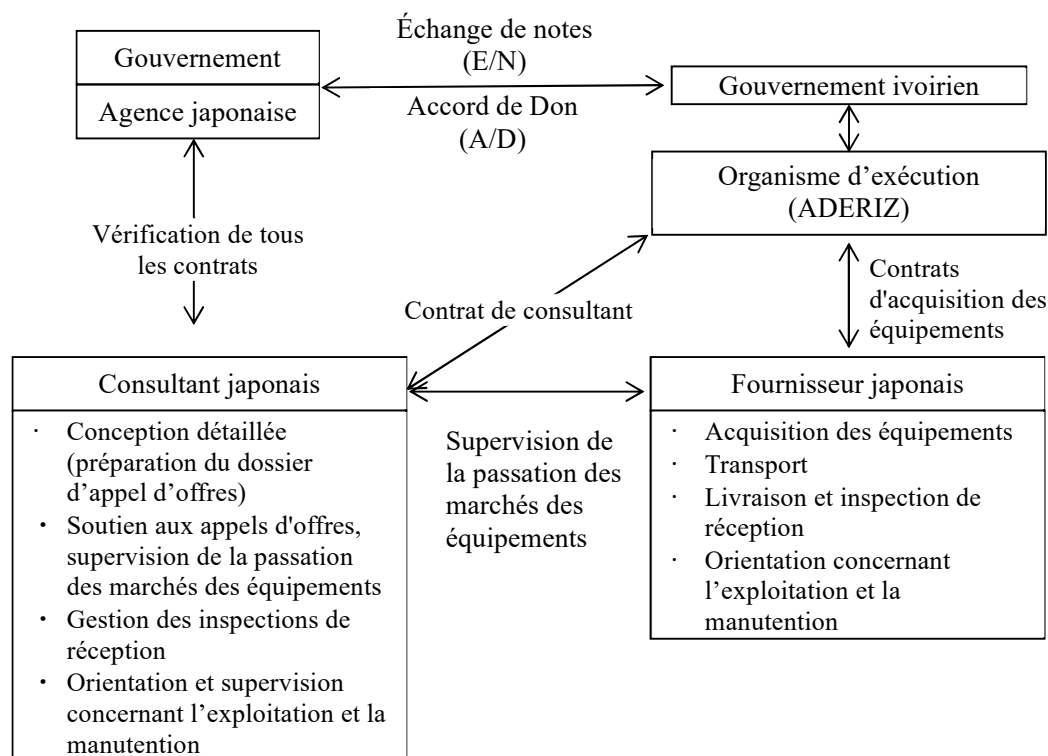 Échange de notes
(E/N)
Gouvernement
Agence japonaise
Accord de Don
(A/D)
Gouvernement ivoirien
Organisme d’exécution
(ADERIZ)
Vérification de tous
les contrats
Contrat de consultant
Contrats
d'acquisition des
équipements
Consultant japonais
· Conception détaillée
(préparation du dossier
d’appel d’offres)
· Soutien aux appels d'offres,
supervision de la passation
des marchés des équipements
· Gestion des inspections de
réception
· Orientation et supervision
concernant l’exploitation et la
manutention
Supervision de
la passation des
marchés des
équipements
Fournisseur japonais
· Acquisition des équipements
· Transport
· Livraison et inspection de
réception
· Orientation concernant
l’exploitation et la
manutention